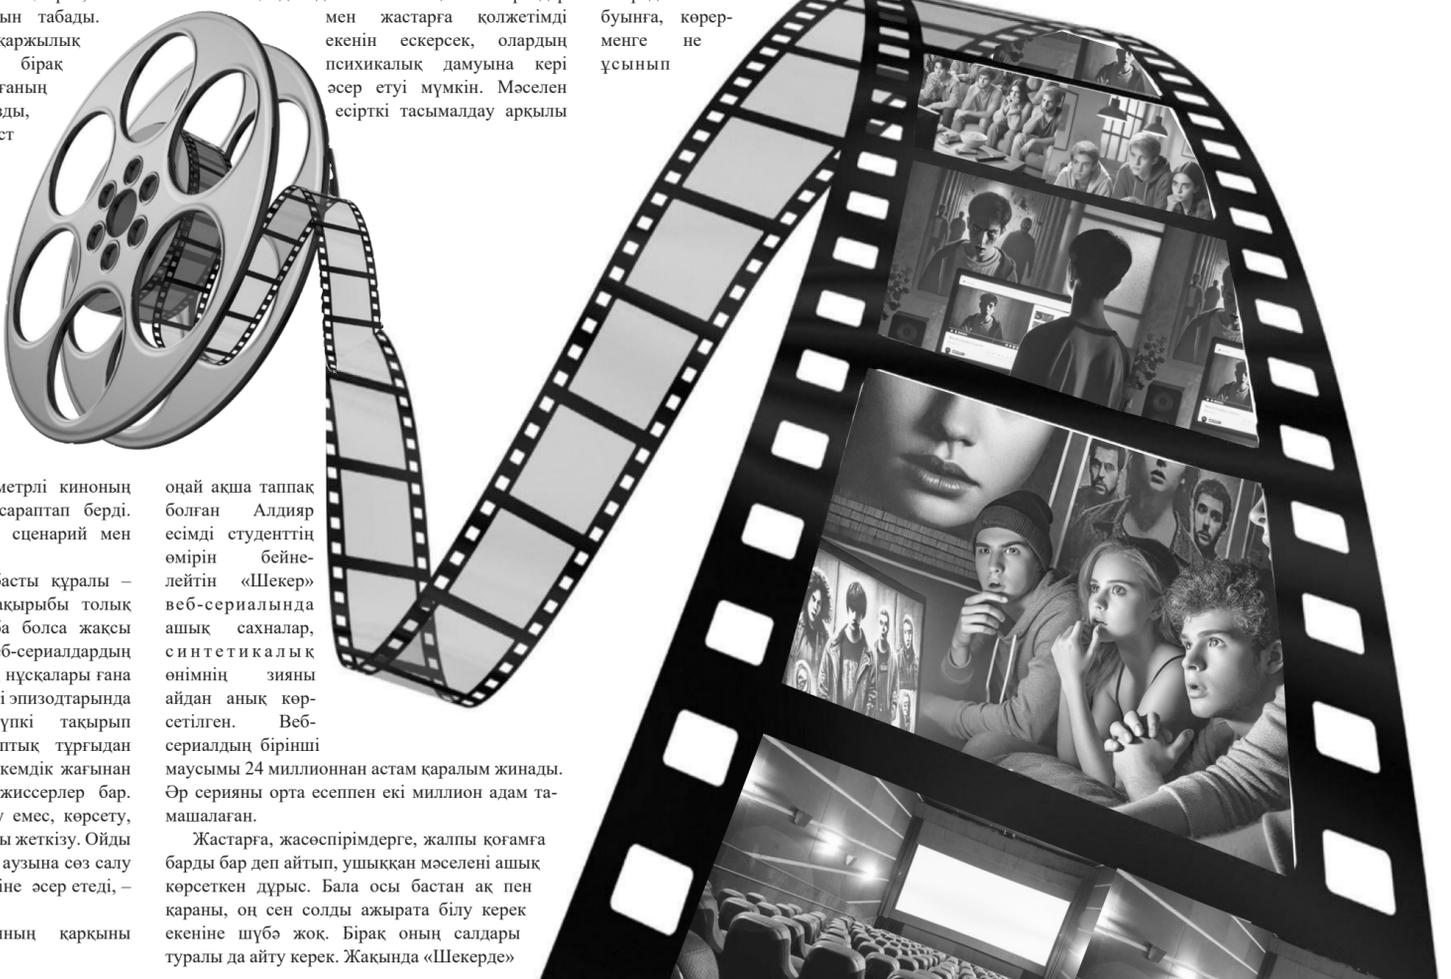 ын табады.
қаржылық
бірақ
ғаның
ст
метрлі киноның
сараптап берді.
сценарий мен
басты құралы –
ақырыбы толық
а болса жақсы
еб-сериалдардың
нұсқалары ғана
і эпизодтарында
үпкі тақырып
птық тұрғыдан
кемдік жағынан
жиссерлер бар.
у емес, көрсету,
ы жеткізу. Ойды
аузына сөз салу
іне әсер етеді, –
ның қарқыны
мен жастарға қолжетімді
екенін ескерсек, олардың
психикалық дамуына кері
әсер етуі мүмкін. Мәселен
есірткі тасымалдау арқылы
оңай ақша таппақ
болған Алдияр
есімді студенттің
өмірін бейне-
лейтін «Шекер»
веб-сериалында
ашық сахналар,
синтетикалық
өнімнің зияны
айдан анық көр-
сетілген. Веб-
сериалдың бірінші
маусымы 24 миллионнан астам қаралым жинады.
Әр серияны орта есеппен екі миллион адам та-
машалаған.
Жастарға, жасөспірімдерге, жалпы қоғамға
барды бар деп айтып, ушыққан мәселені ашық
көрсеткен дұрыс. Бала осы бастан ақ пен
қараны, оң сен солды ажырата білу керек
екеніне шүбә жоқ. Бірақ оның салдары
туралы да айту керек. Жақында «Шекерде»
буынға, көрер-
менге не
ұсынып